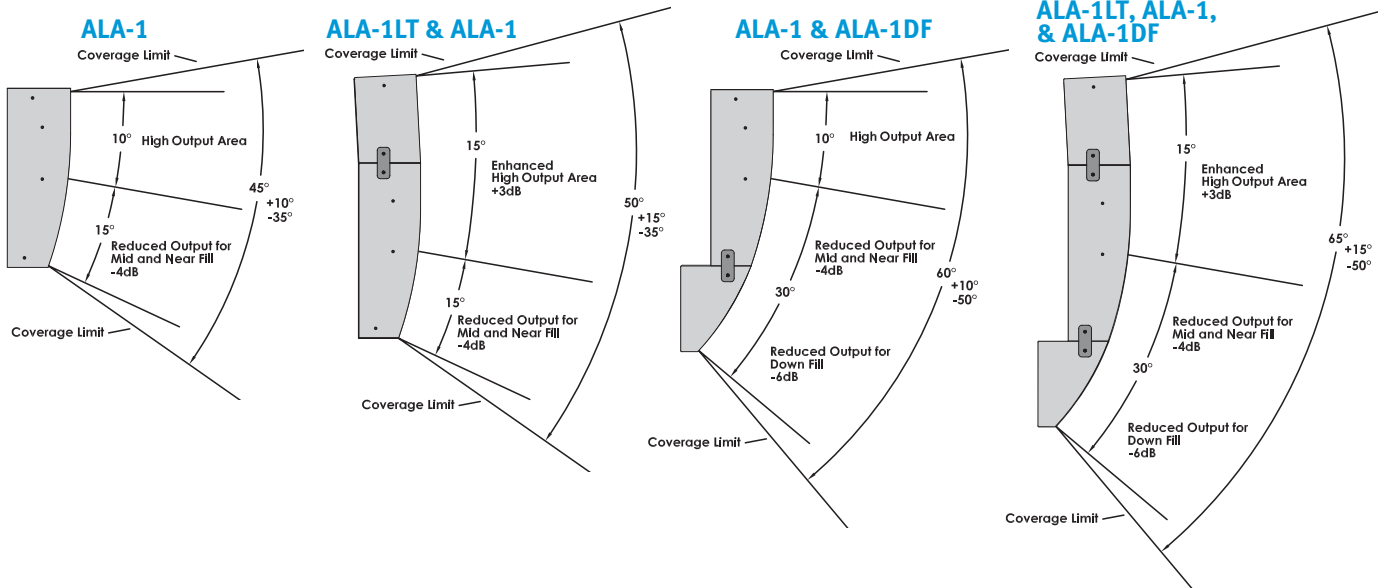 ALA-1
Coverage Limit
10°
High Output Area
45°
+10°
-35°
15°
Reduced Output for
Mid and Near Fill
-4dB
Coverage Limit
ALA-1LT & ALA-1
Coverage Limit
15°
Enhanced
High Output Area
+3dB
50°
+15°
-35°
15°
Reduced Output for
Mid and Near Fill
-4dB
Coverage Limit
ALA-1 & ALA-1DF
Coverage Limit
10°
High Output Area
Reduced Output for
Mid and Near Fill
-4dB
60°
+10°
-50°
30°
Reduced Output for
Down Fill
-6dB
Coverage Limit
ALA-1LT, ALA-1,
& ALA-1DF
Coverage Limit
15°
Enhanced
High Output Area
+3dB
65°
+15°
-50°
Reduced Output for
Mid and Near Fill
-4dB
30°
Reduced Output for
Down Fill
-6dB
Coverage Limit